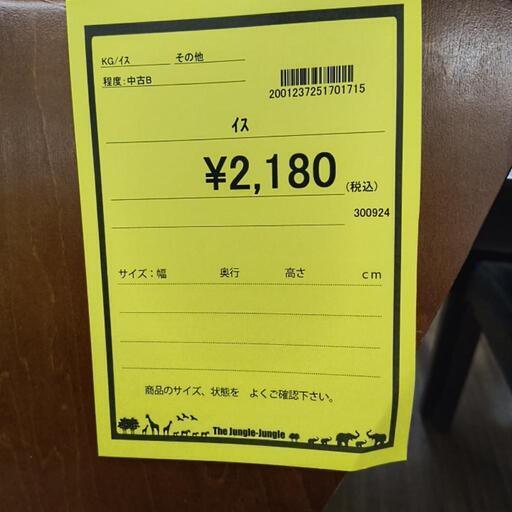 KG/ｲｽ その他
程度:中古B
2001237251701715
ｲｽ
¥2,180 (税込)
300924
サイズ：幅 奥行 高さ cm
商品のサイズ、状態を よくご確認下さい。
The Jungle-Jungle